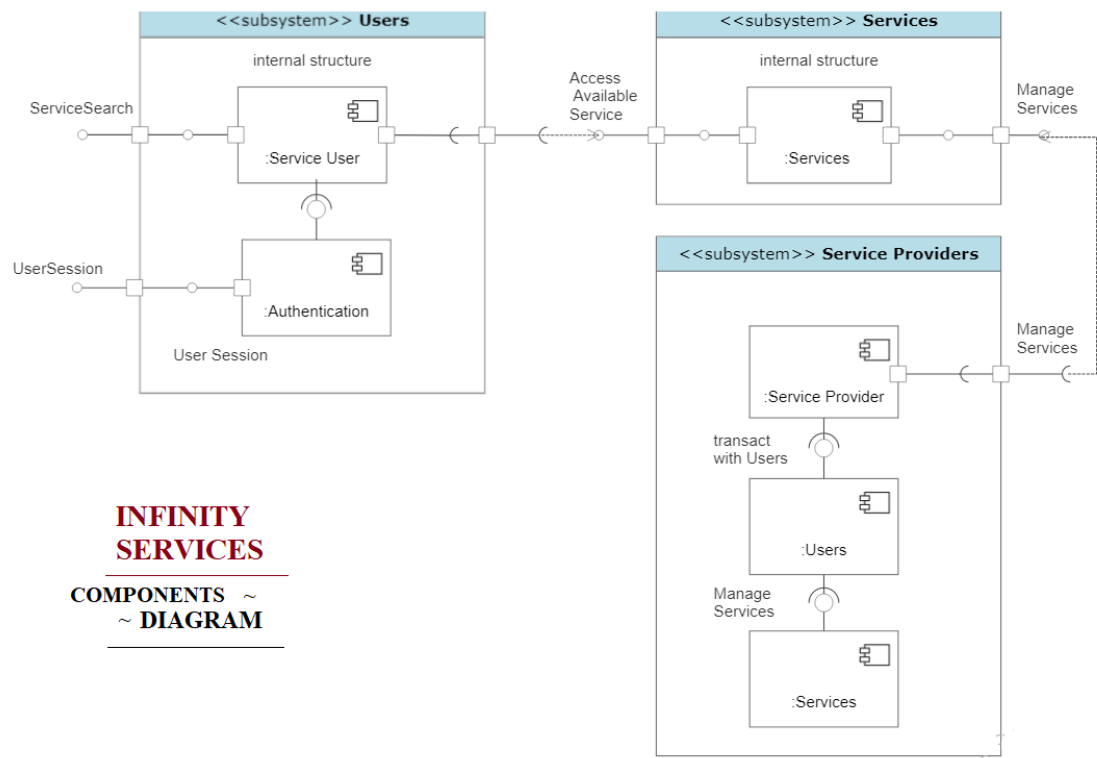 <<subsystem>> Users
internal structure
ServiceSearch
:Service User
UserSession
:Authentication
User Session
Access
Available
Service
<<subsystem>> Services
internal structure
:Services
Manage
Services
<<subsystem>> Service Providers
Manage
Services
:Service Provider
transact
with Users
:Users
Manage
Services
:Services
INFINITY
SERVICES
COMPONENTS ~
~ DIAGRAM